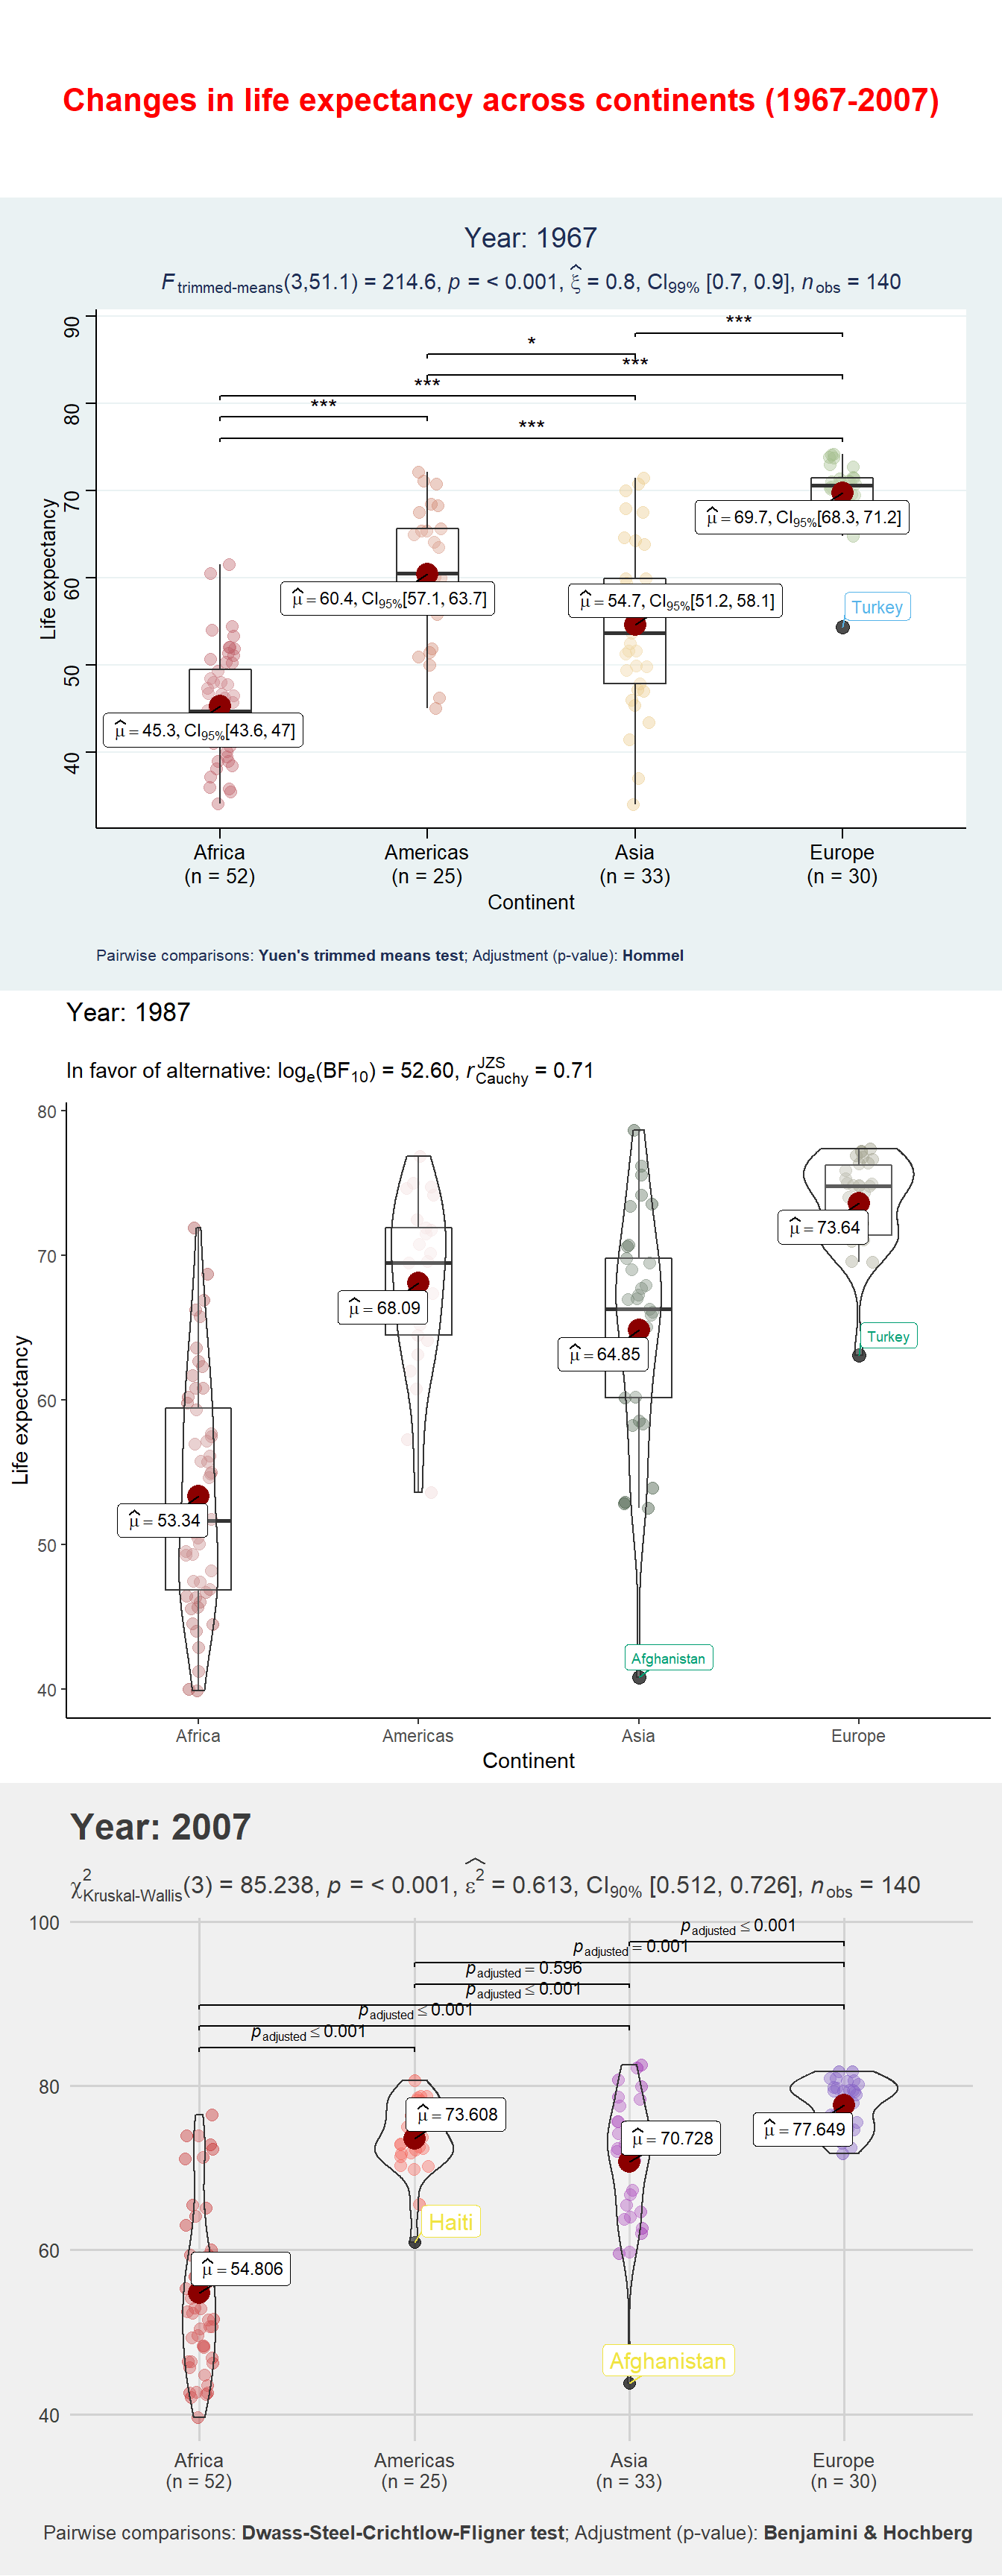 Changes in life expectancy across continents (1967-2007)
Year: 1967
F trimmed-means(3,51.1) = 214.6, p = < 0.001, ξ̂ = 0.8, CI99% [0.7, 0.9], nobs = 140
Life expectancy
90
80
70
60
50
40
***
*
***
***
***
***
μ̂ = 69.7, CI95%[68.3, 71.2]
μ̂ = 60.4, CI95%[57.1, 63.7]
μ̂ = 54.7, CI95%[51.2, 58.1]
Turkey
μ̂ = 45.3, CI95%[43.6, 47]
Africa Americas Asia Europe
(n = 52) (n = 25) (n = 33) (n = 30)
Continent
Pairwise comparisons: Yuen's trimmed means test; Adjustment (p-value): Hommel
Year: 1987
In favor of alternative: loge(BF10) = 52.60, r JZS Cauchy = 0.71
Life expectancy
80
70
60
50
40
μ̂ = 73.64
μ̂ = 68.09
Turkey
μ̂ = 64.85
μ̂ = 53.34
Afghanistan
Africa Americas Asia Europe
Continent
Year: 2007
χ2 Kruskal-Wallis(3) = 85.238, p = < 0.001, ε̂2 = 0.613, CI90% [0.512, 0.726], nobs = 140
100
80
60
40
padjusted ≤ 0.001
padjusted = 0.001
padjusted = 0.596
padjusted ≤ 0.001
padjusted ≤ 0.001
padjusted ≤ 0.001
μ̂ = 73.608
μ̂ = 77.649
μ̂ = 70.728
Haiti
μ̂ = 54.806
Afghanistan
Africa Americas Asia Europe
(n = 52) (n = 25) (n = 33) (n = 30)
Pairwise comparisons: Dwass-Steel-Crichtlow-Fligner test; Adjustment (p-value): Benjamini & Hochberg